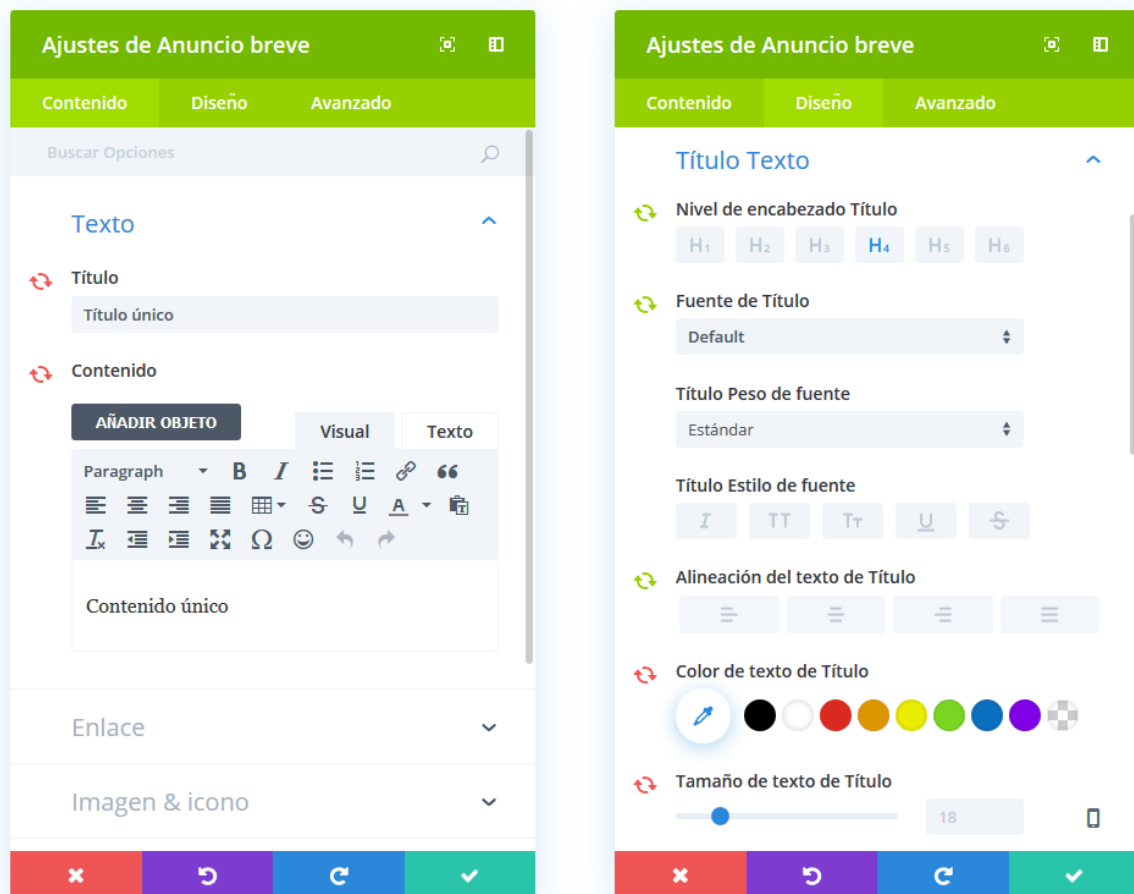 Ajustes de Anuncio breve
Contenido Diseño Avanzado
Buscar Opciones
Texto
Título
Título único
Contenido
AÑADIR OBJETO
Visual Texto
Paragraph B I
S U A
T
Ix Ω
Contenido único
Enlace
Imagen & icono
Ajustes de Anuncio breve
Contenido Diseño Avanzado
Título Texto
Nivel de encabezado Título
H1 H2 H3 H4 H5 H6
Fuente de Título
Default
Título Peso de fuente
Estándar
Título Estilo de fuente
I TT Tт U S
Alineación del texto de Título
Color de texto de Título
Tamaño de texto de Título
18